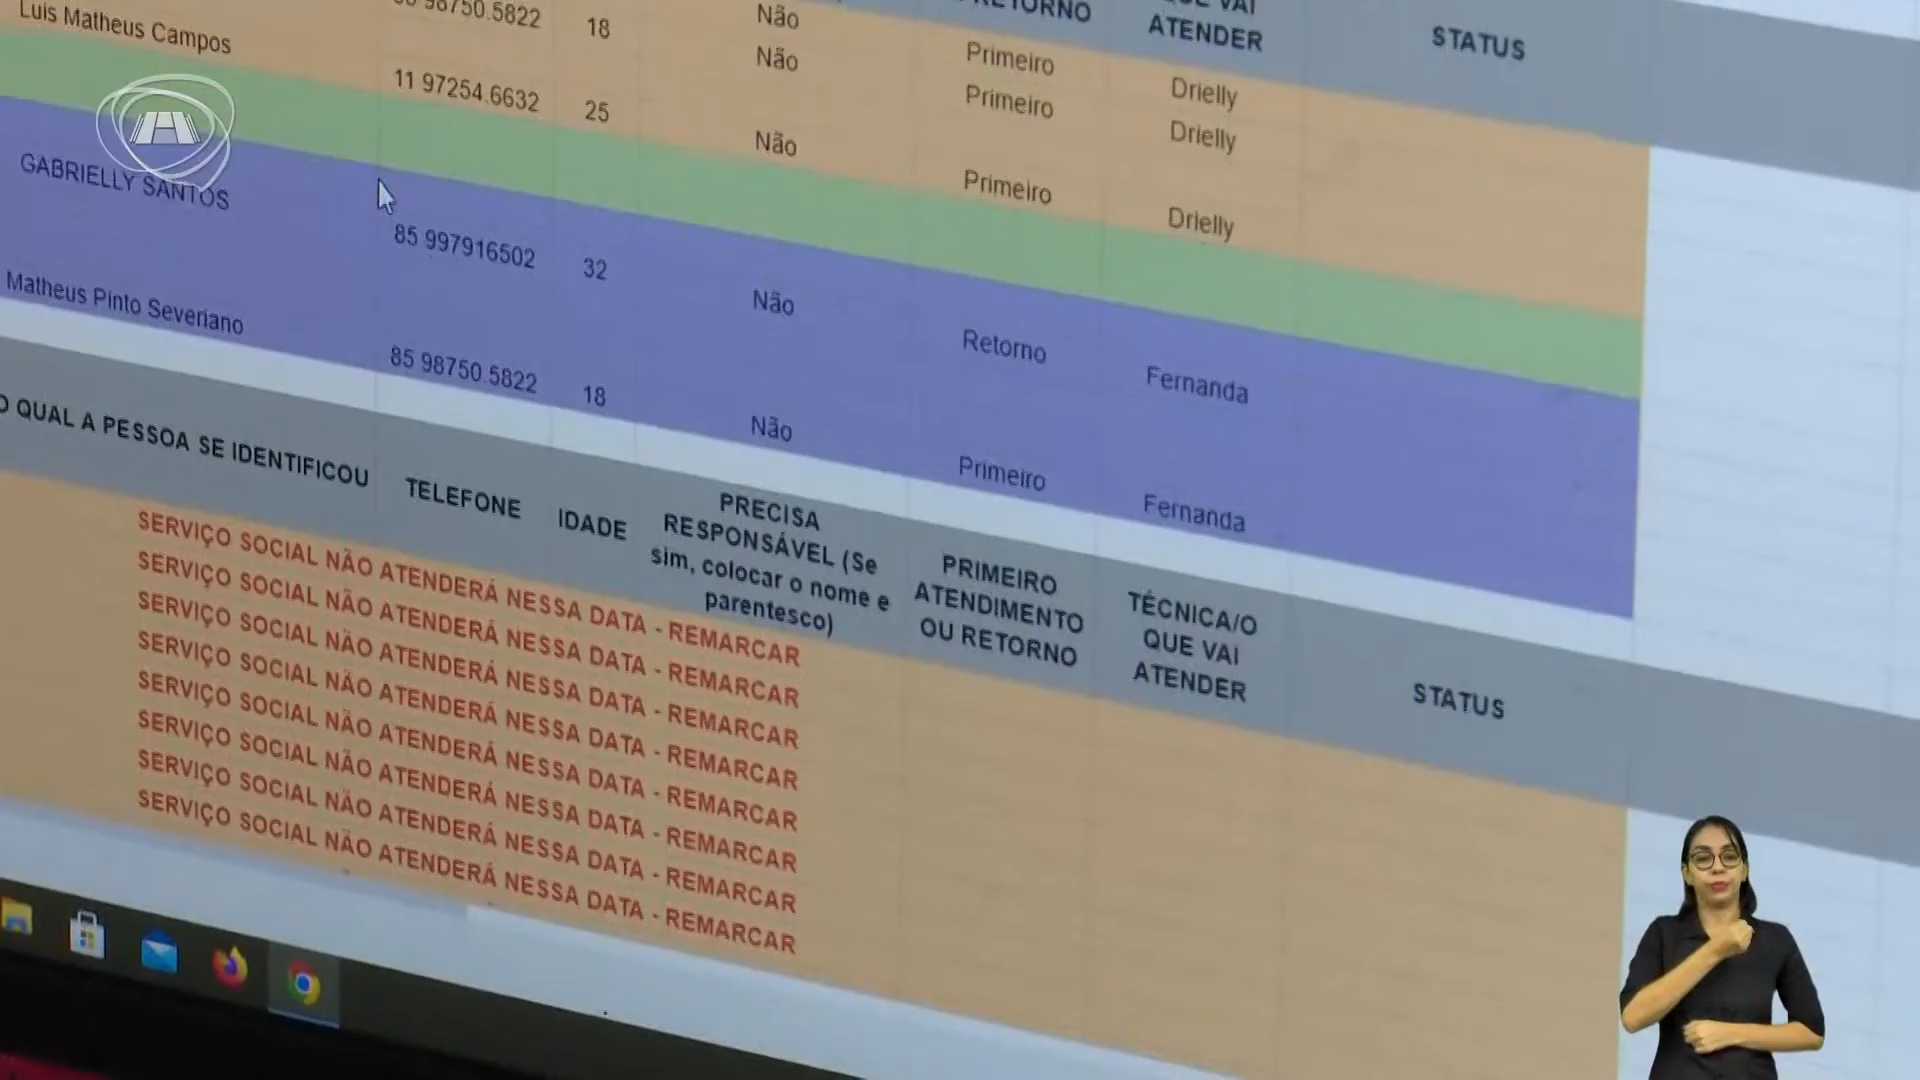 RETORNO
ATENDER
STATUS
Luis Matheus Campos
98750.5822 18 Não Primeiro Drielly
11 97254.6632 25 Não Primeiro Drielly
Não Primeiro Drielly
GABRIELLY SANTOS 85 997916502 32 Não Retorno Fernanda
Matheus Pinto Severiano 85 98750.5822 18 Não Primeiro Fernanda
O QUAL A PESSOA SE IDENTIFICOU
TELEFONE
IDADE
PRECISA
RESPONSÁVEL (Se
sim, colocar o nome e
parentesco)
PRIMEIRO
ATENDIMENTO
OU RETORNO
TÉCNICA/O
QUE VAI
ATENDER
STATUS
SERVIÇO SOCIAL NÃO ATENDERÁ NESSA DATA - REMARCAR
SERVIÇO SOCIAL NÃO ATENDERÁ NESSA DATA - REMARCAR
SERVIÇO SOCIAL NÃO ATENDERÁ NESSA DATA - REMARCAR
SERVIÇO SOCIAL NÃO ATENDERÁ NESSA DATA - REMARCAR
SERVIÇO SOCIAL NÃO ATENDERÁ NESSA DATA - REMARCAR
SERVIÇO SOCIAL NÃO ATENDERÁ NESSA DATA - REMARCAR
SERVIÇO SOCIAL NÃO ATENDERÁ NESSA DATA - REMARCAR
SERVIÇO SOCIAL NÃO ATENDERÁ NESSA DATA - REMARCAR